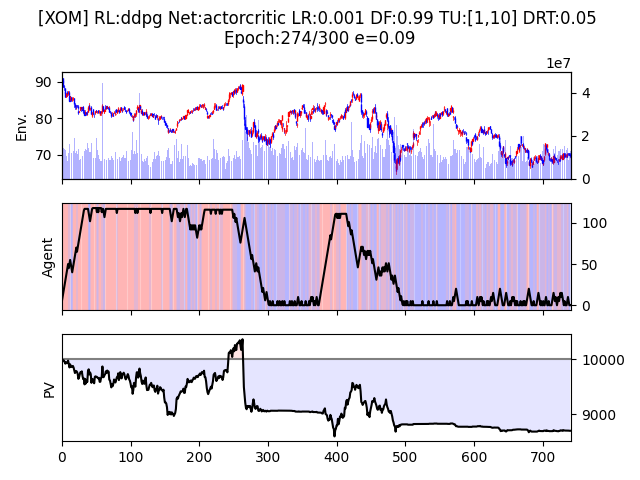 [XOM] RL:ddpg Net:actorcritic LR:0.001 DF:0.99 TU:[1,10] DRT:0.05
Epoch:274/300 e=0.09
1e7
90
80
70
Env.
4
2
0
Agent
100
50
0
PV
10000
9000
0 100 200 300 400 500 600 700